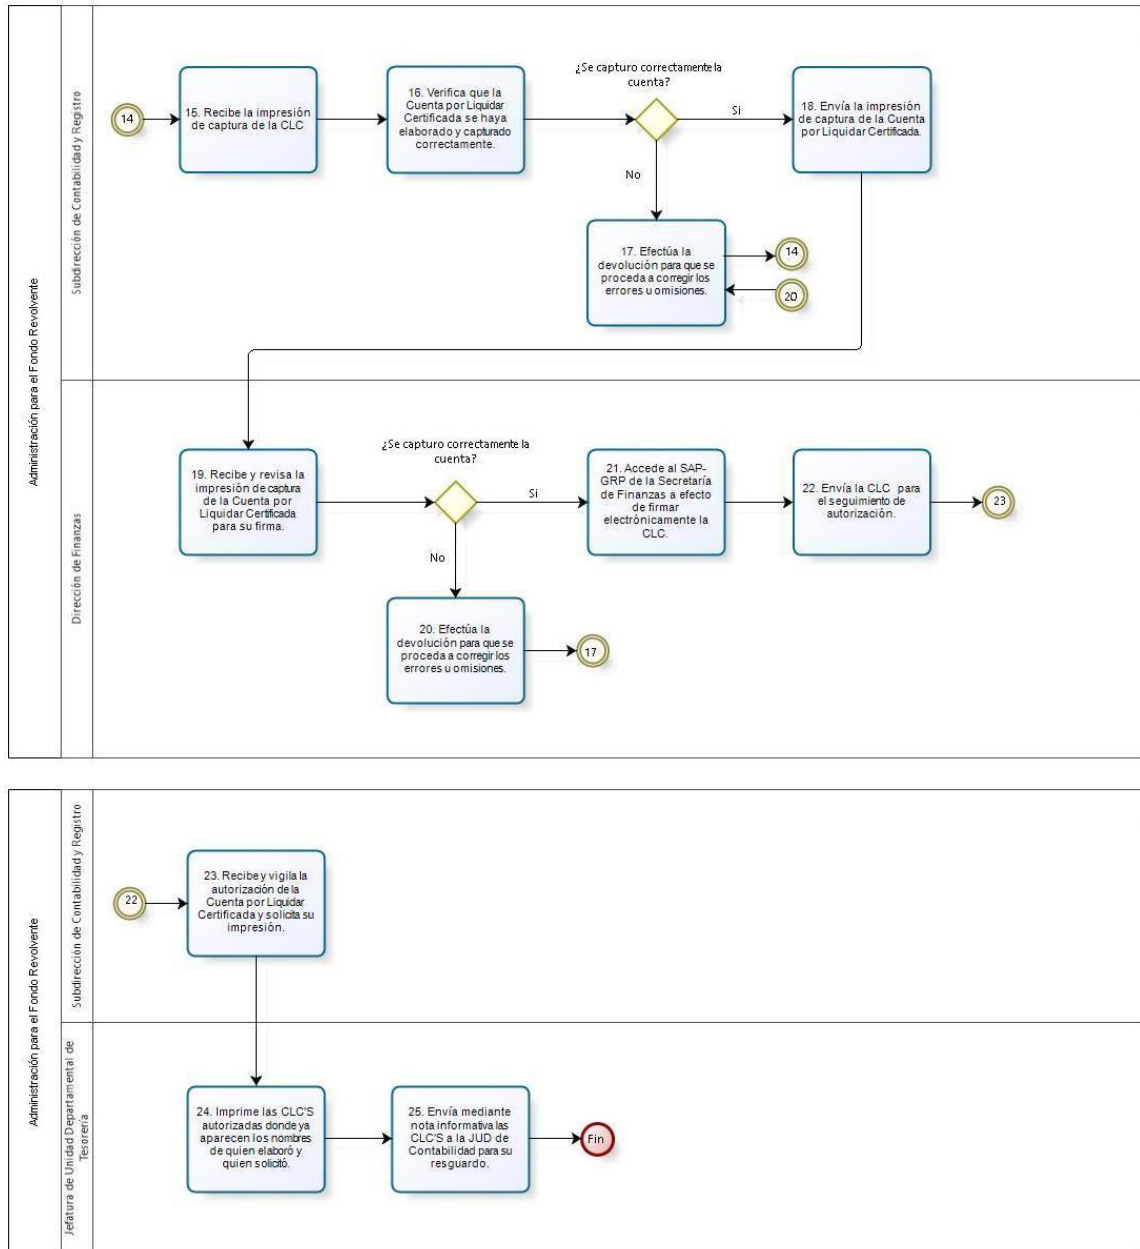 Administración para el Fondo Revolvente
Subdirección de Contabilidad y Registro
14
15. Recibe la impresión
de captura de la CLC
16. Verifica que la
Cuenta por Liquidar
Certificada se haya
elaborado y capturado
correctamente.
¿Se capturo correctamente la
cuenta?
Si
No
18. Envía la impresión
de captura de la Cuenta
por Liquidar Certificada.
17. Efectúa la
devolución para que se
proceda a corregir los
errores u omisiones.
14
20
Dirección de Finanzas
19. Recibe y revisa la
impresión de captura
de la Cuenta por
Liquidar Certificada
para su firma.
¿Se capturo correctamente la
cuenta?
Si
No
21. Accede al SAP-
GRP de la Secretaría
de Finanzas a efecto
de firmar
electrónicamente la
CLC.
22. Envía la CLC para
el seguimiento de
autorización.
23
20. Efectúa la
devolución para que se
proceda a corregir los
errores u omisiones.
17
Administración para el Fondo Revolvente
Subdirección de Contabilidad y Registro
22
23. Recibe y vigila la
autorización de la
Cuenta por Liquidar
Certificada y solicita su
impresión.
Jefatura de Unidad Departamental de
Tesorería
24. Imprime las CLC'S
autorizadas donde ya
aparecen los nombres
de quien elaboró y
quien solicitó.
25. Envía mediante
nota informativa las
CLC'S a la JUD de
Contabilidad para su
resguardo.
Fin